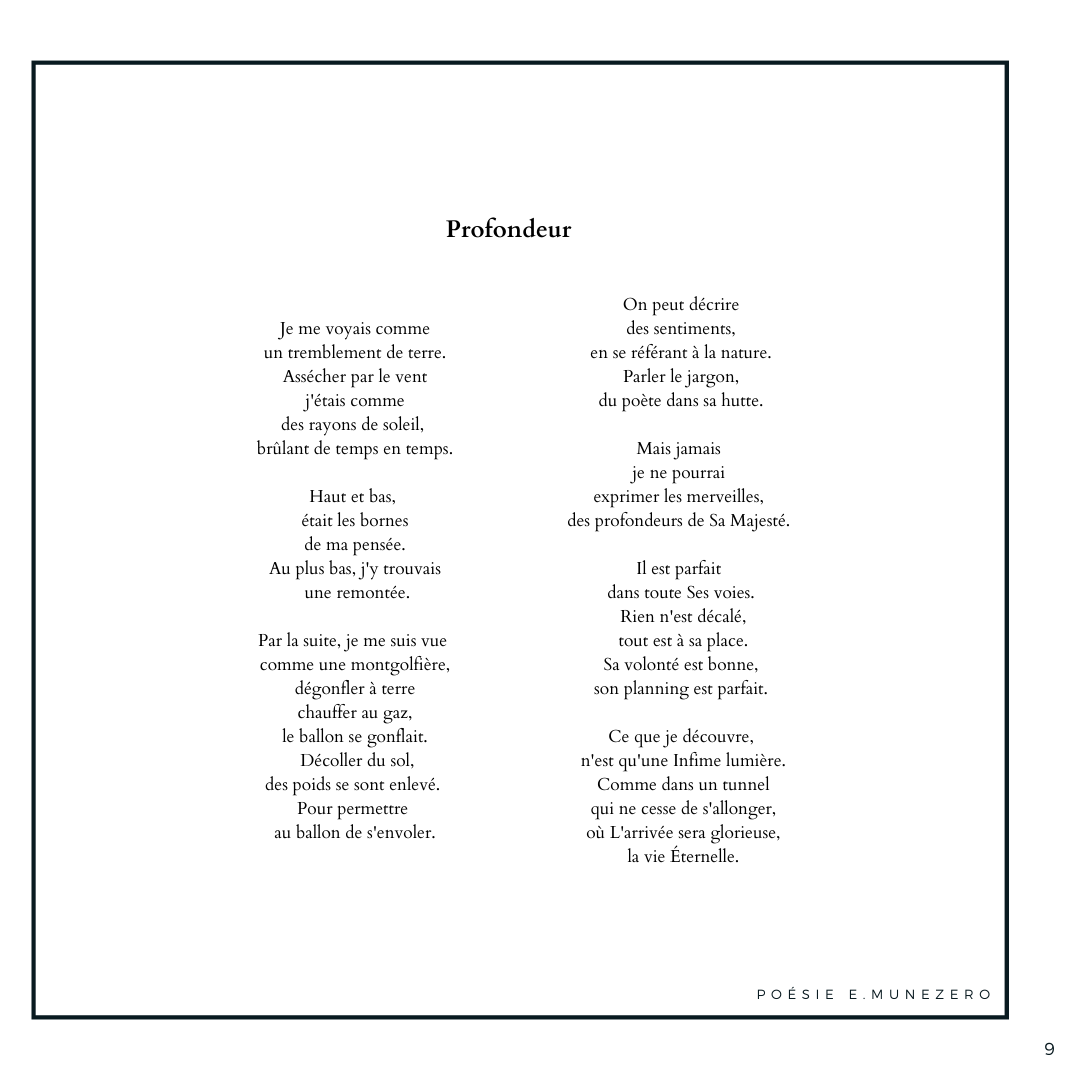 Profondeur
Je me voyais comme
un tremblement de terre.
Assécher par le vent
j'étais comme
des rayons de soleil,
brûlant de temps en temps.
Haut et bas,
était les bornes
de ma pensée.
Au plus bas, j'y trouvais
une remontée.
Par la suite, je me suis vue
comme une montgolfière,
dégonfler à terre
chauffer au gaz,
le ballon se gonflait.
Décoller du sol,
des poids se sont enlevé.
Pour permettre
au ballon de s'envoler.
On peut décrire
des sentiments,
en se référant à la nature.
Parler le jargon,
du poète dans sa hutte.
Mais jamais
je ne pourrai
exprimer les merveilles,
des profondeurs de Sa Majesté.
Il est parfait
dans toute Ses voies.
Rien n'est décalé,
tout est à sa place.
Sa volonté est bonne,
son planning est parfait.
Ce que je découvre,
n'est qu'une Infime lumière.
Comme dans un tunnel
qui ne cesse de s'allonger,
où L'arrivée sera glorieuse,
la vie Éternelle.
POÉSIE E.MUNEZERO
9